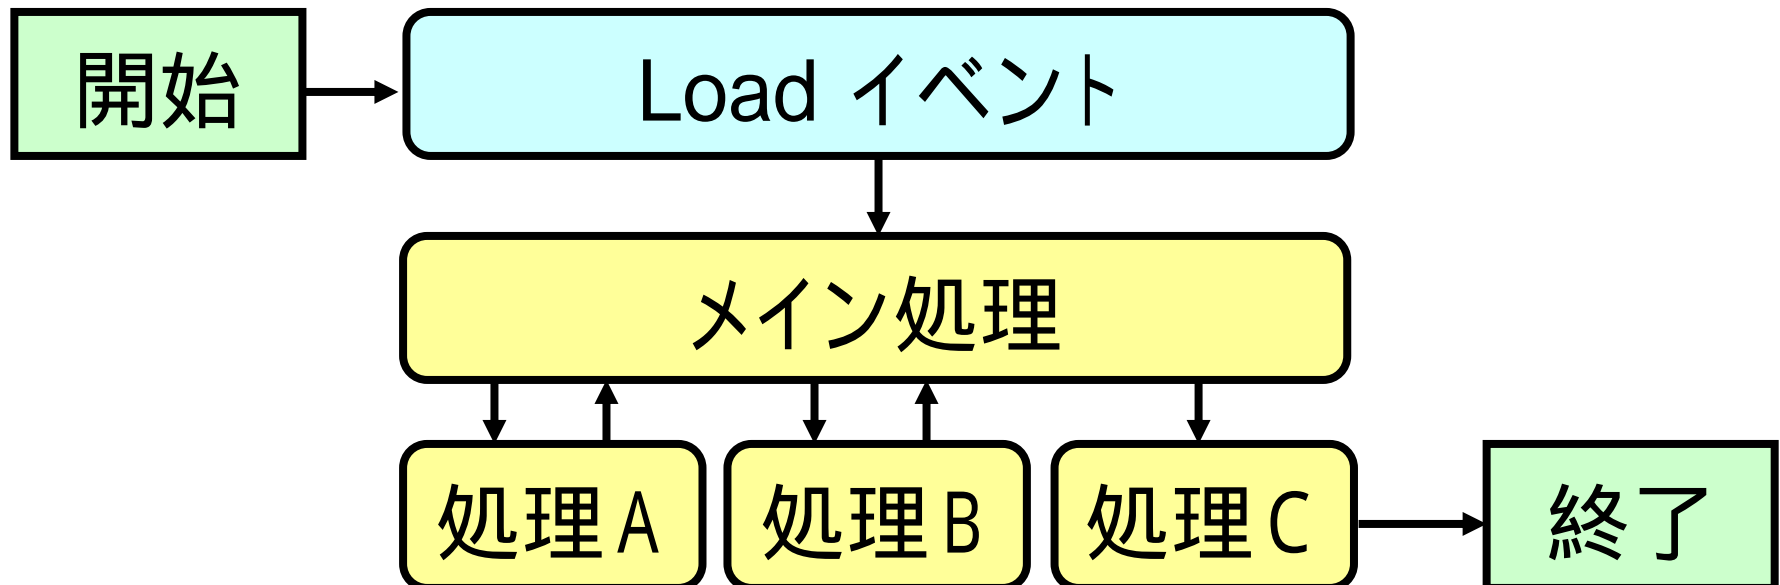 開始
Load イベント
メイン処理
処理A
処理B
処理C
終了